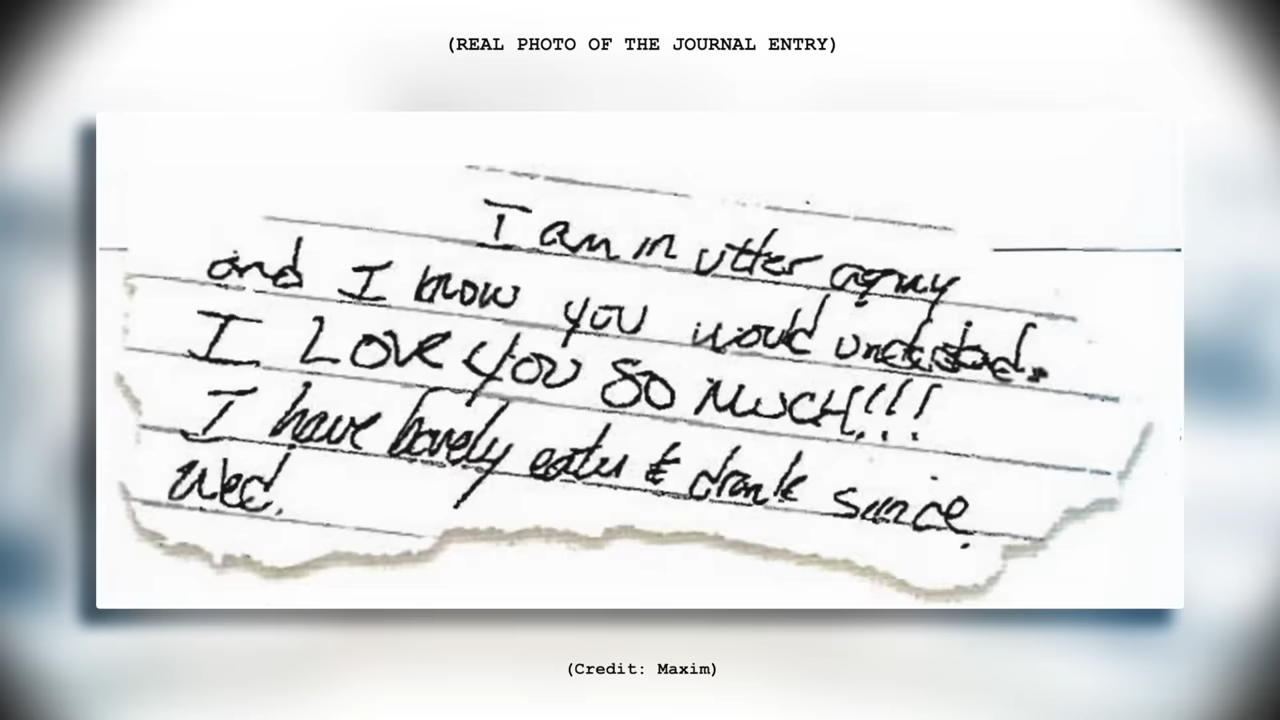 (REAL PHOTO OF THE JOURNAL ENTRY)
I am in utter agony
and I know you would understand.
I LOVE YOU SO MUCH!!!
I have barely eaten & drank since
Wed.
(Credit: Maxim)